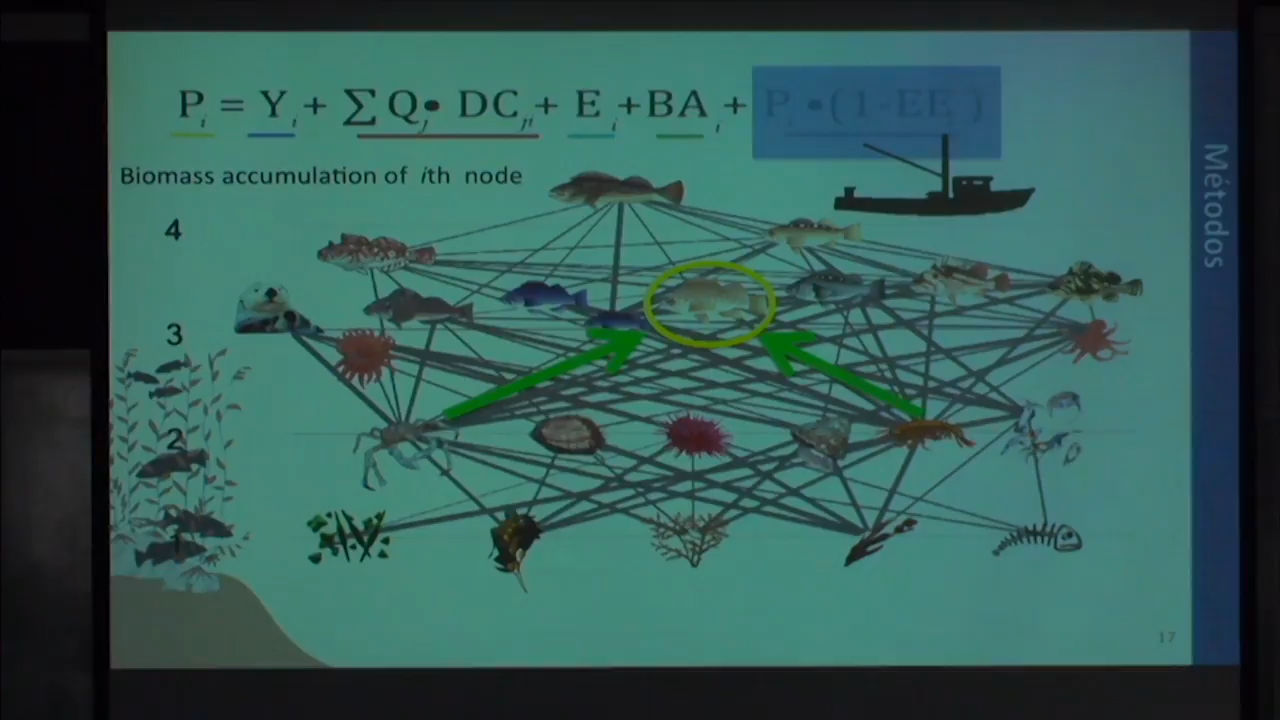 Pᵢ = Yᵢ + ∑ Qⱼ• DCⱼᵢ + Eᵢ + BAᵢ + Pᵢ •(1-EEᵢ)
Biomass accumulation of ith node
4
3
2
1
Métodos
17